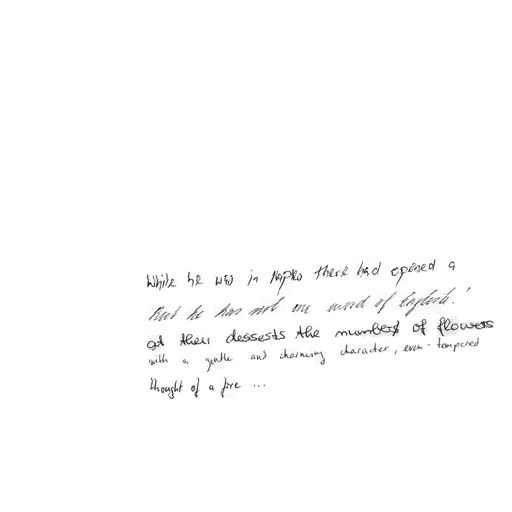 While he was in Naples there had opened a
But he has not one word of English.'
at their desserts the numbers of flowers
with a gentle and charming character, even-tempered
thought of a fire ...